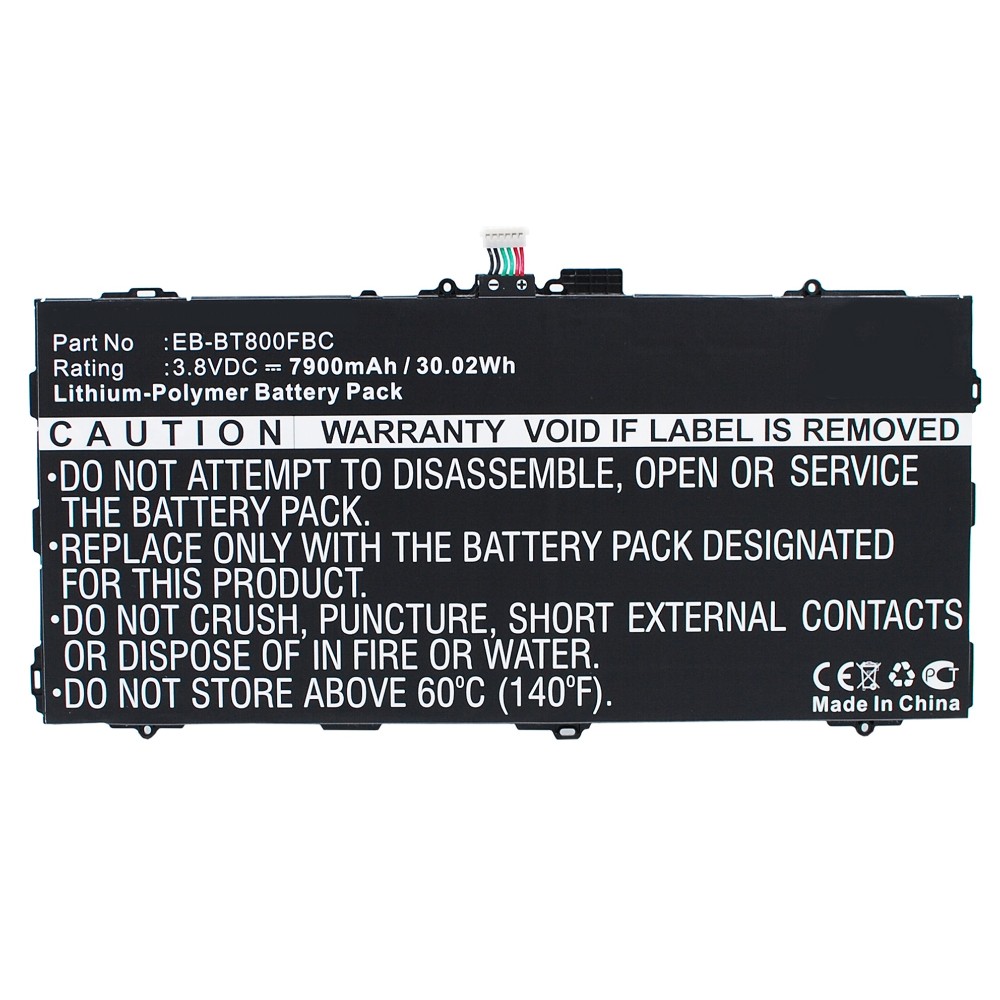 Part No :EB-BT800FBC
Rating :3.8VDC ⎓ 7900mAh / 30.02Wh
Lithium-Polymer Battery Pack
CAUTION WARRANTY VOID IF LABEL IS REMOVED
•DO NOT ATTEMPT TO DISASSEMBLE, OPEN OR SERVICE
THE BATTERY PACK.
•REPLACE ONLY WITH THE BATTERY PACK DESIGNATED
FOR THIS PRODUCT.
•DO NOT CRUSH, PUNCTURE, SHORT EXTERNAL CONTACTS
OR DISPOSE OF IN FIRE OR WATER.
•DO NOT STORE ABOVE 60°C (140°F).
CE PCT
Made In China